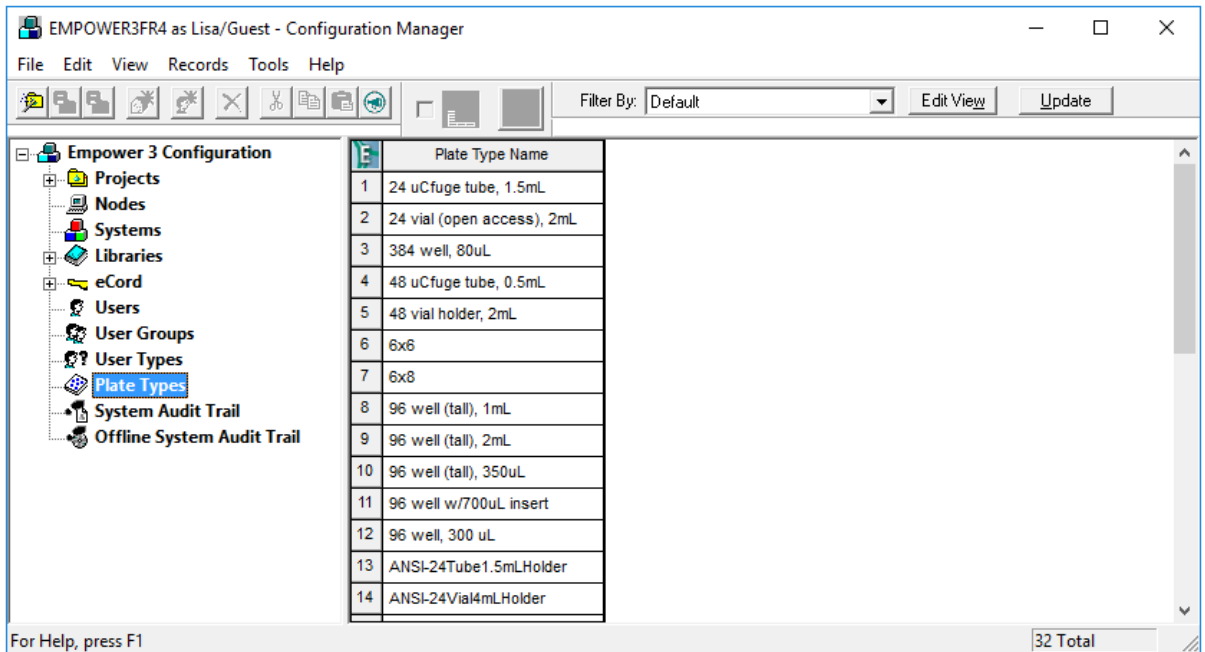 EMPOWER3FR4 as Lisa/Guest - Configuration Manager
File Edit View Records Tools Help
Filter By: Default Edit View Update
Empower 3 Configuration
Projects
Nodes
Systems
Libraries
eCord
Users
User Groups
User Types
Plate Types
System Audit Trail
Offline System Audit Trail
Plate Type Name
1 24 uCfuge tube, 1.5mL
2 24 vial (open access), 2mL
3 384 well, 80uL
4 48 uCfuge tube, 0.5mL
5 48 vial holder, 2mL
6 6x6
7 6x8
8 96 well (tall), 1mL
9 96 well (tall), 2mL
10 96 well (tall), 350uL
11 96 well w/700uL insert
12 96 well, 300 uL
13 ANSI-24Tube1.5mLHolder
14 ANSI-24Vial4mLHolder
For Help, press F1
32 Total